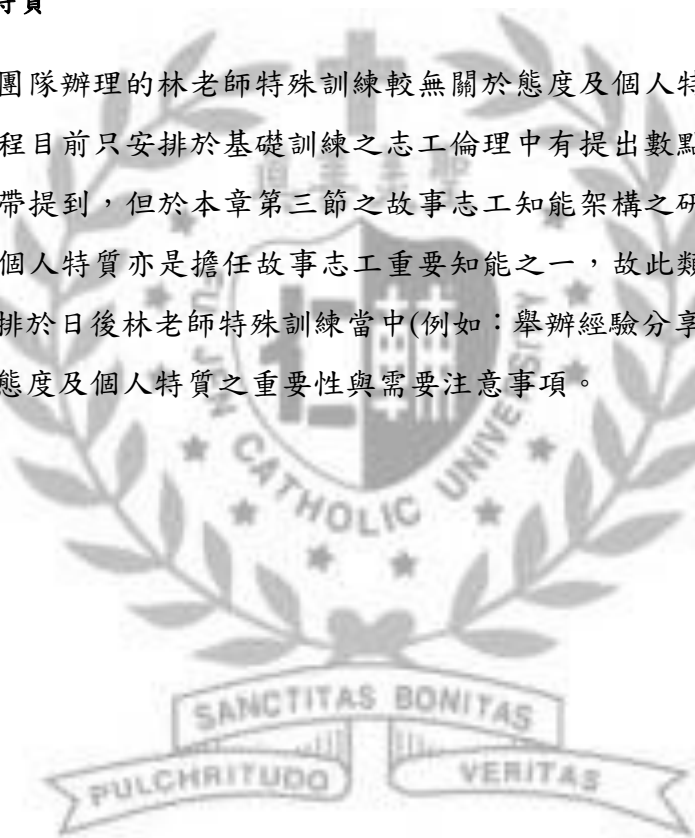 特質
團隊辦理的林老師特殊訓練較無關於態度及個人特
程目前只安排於基礎訓練之志工倫理中有提出數點
帶提到，但於本章第三節之故事志工知能架構之研
個人特質亦是擔任故事志工重要知能之一，故此類
排於日後林老師特殊訓練當中(例如：舉辦經驗分享
態度及個人特質之重要性與需要注意事項。
FU JEN CATHOLIC UNIVERSITY
SANCTITAS BONITAS
PULCHRITUDO VERITAS